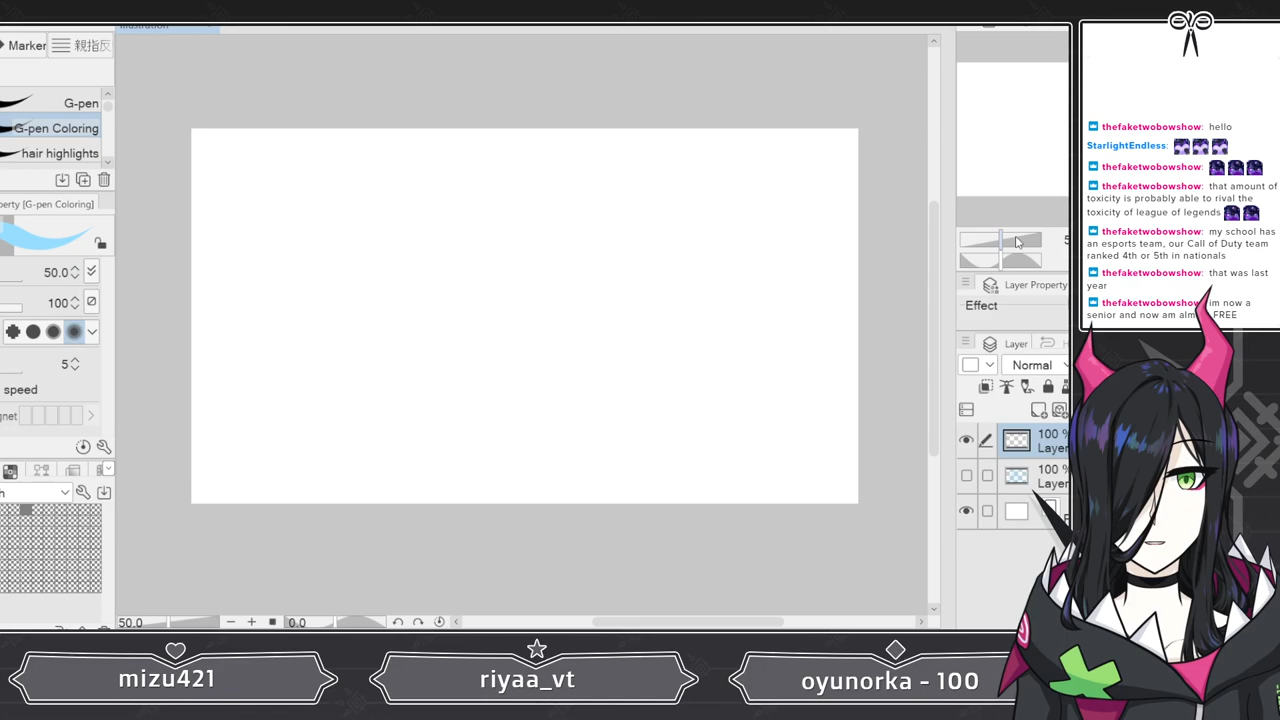 Illustration
Marker
親指反
G-pen
G-pen Coloring
hair highlights
perty [G-pen Coloring]
50.0
100
5
speed
gnet
h
50.0
0.0
5
Layer Property
Effect
Layer
Normal
100 %
Layer
100 %
Layer
thefaketwobowshow: hello
StarlightEndless:
thefaketwobowshow:
thefaketwobowshow: that amount of
toxicity is probably able to rival the
toxicity of league of legends
thefaketwobowshow: my school has
an esports team, our Call of Duty team
ranked 4th or 5th in nationals
thefaketwobowshow: that was last
year
thefaketwobowshow: im now a
senior and now am alm FREE
mizu421
riyaa_vt
oyunorka - 100